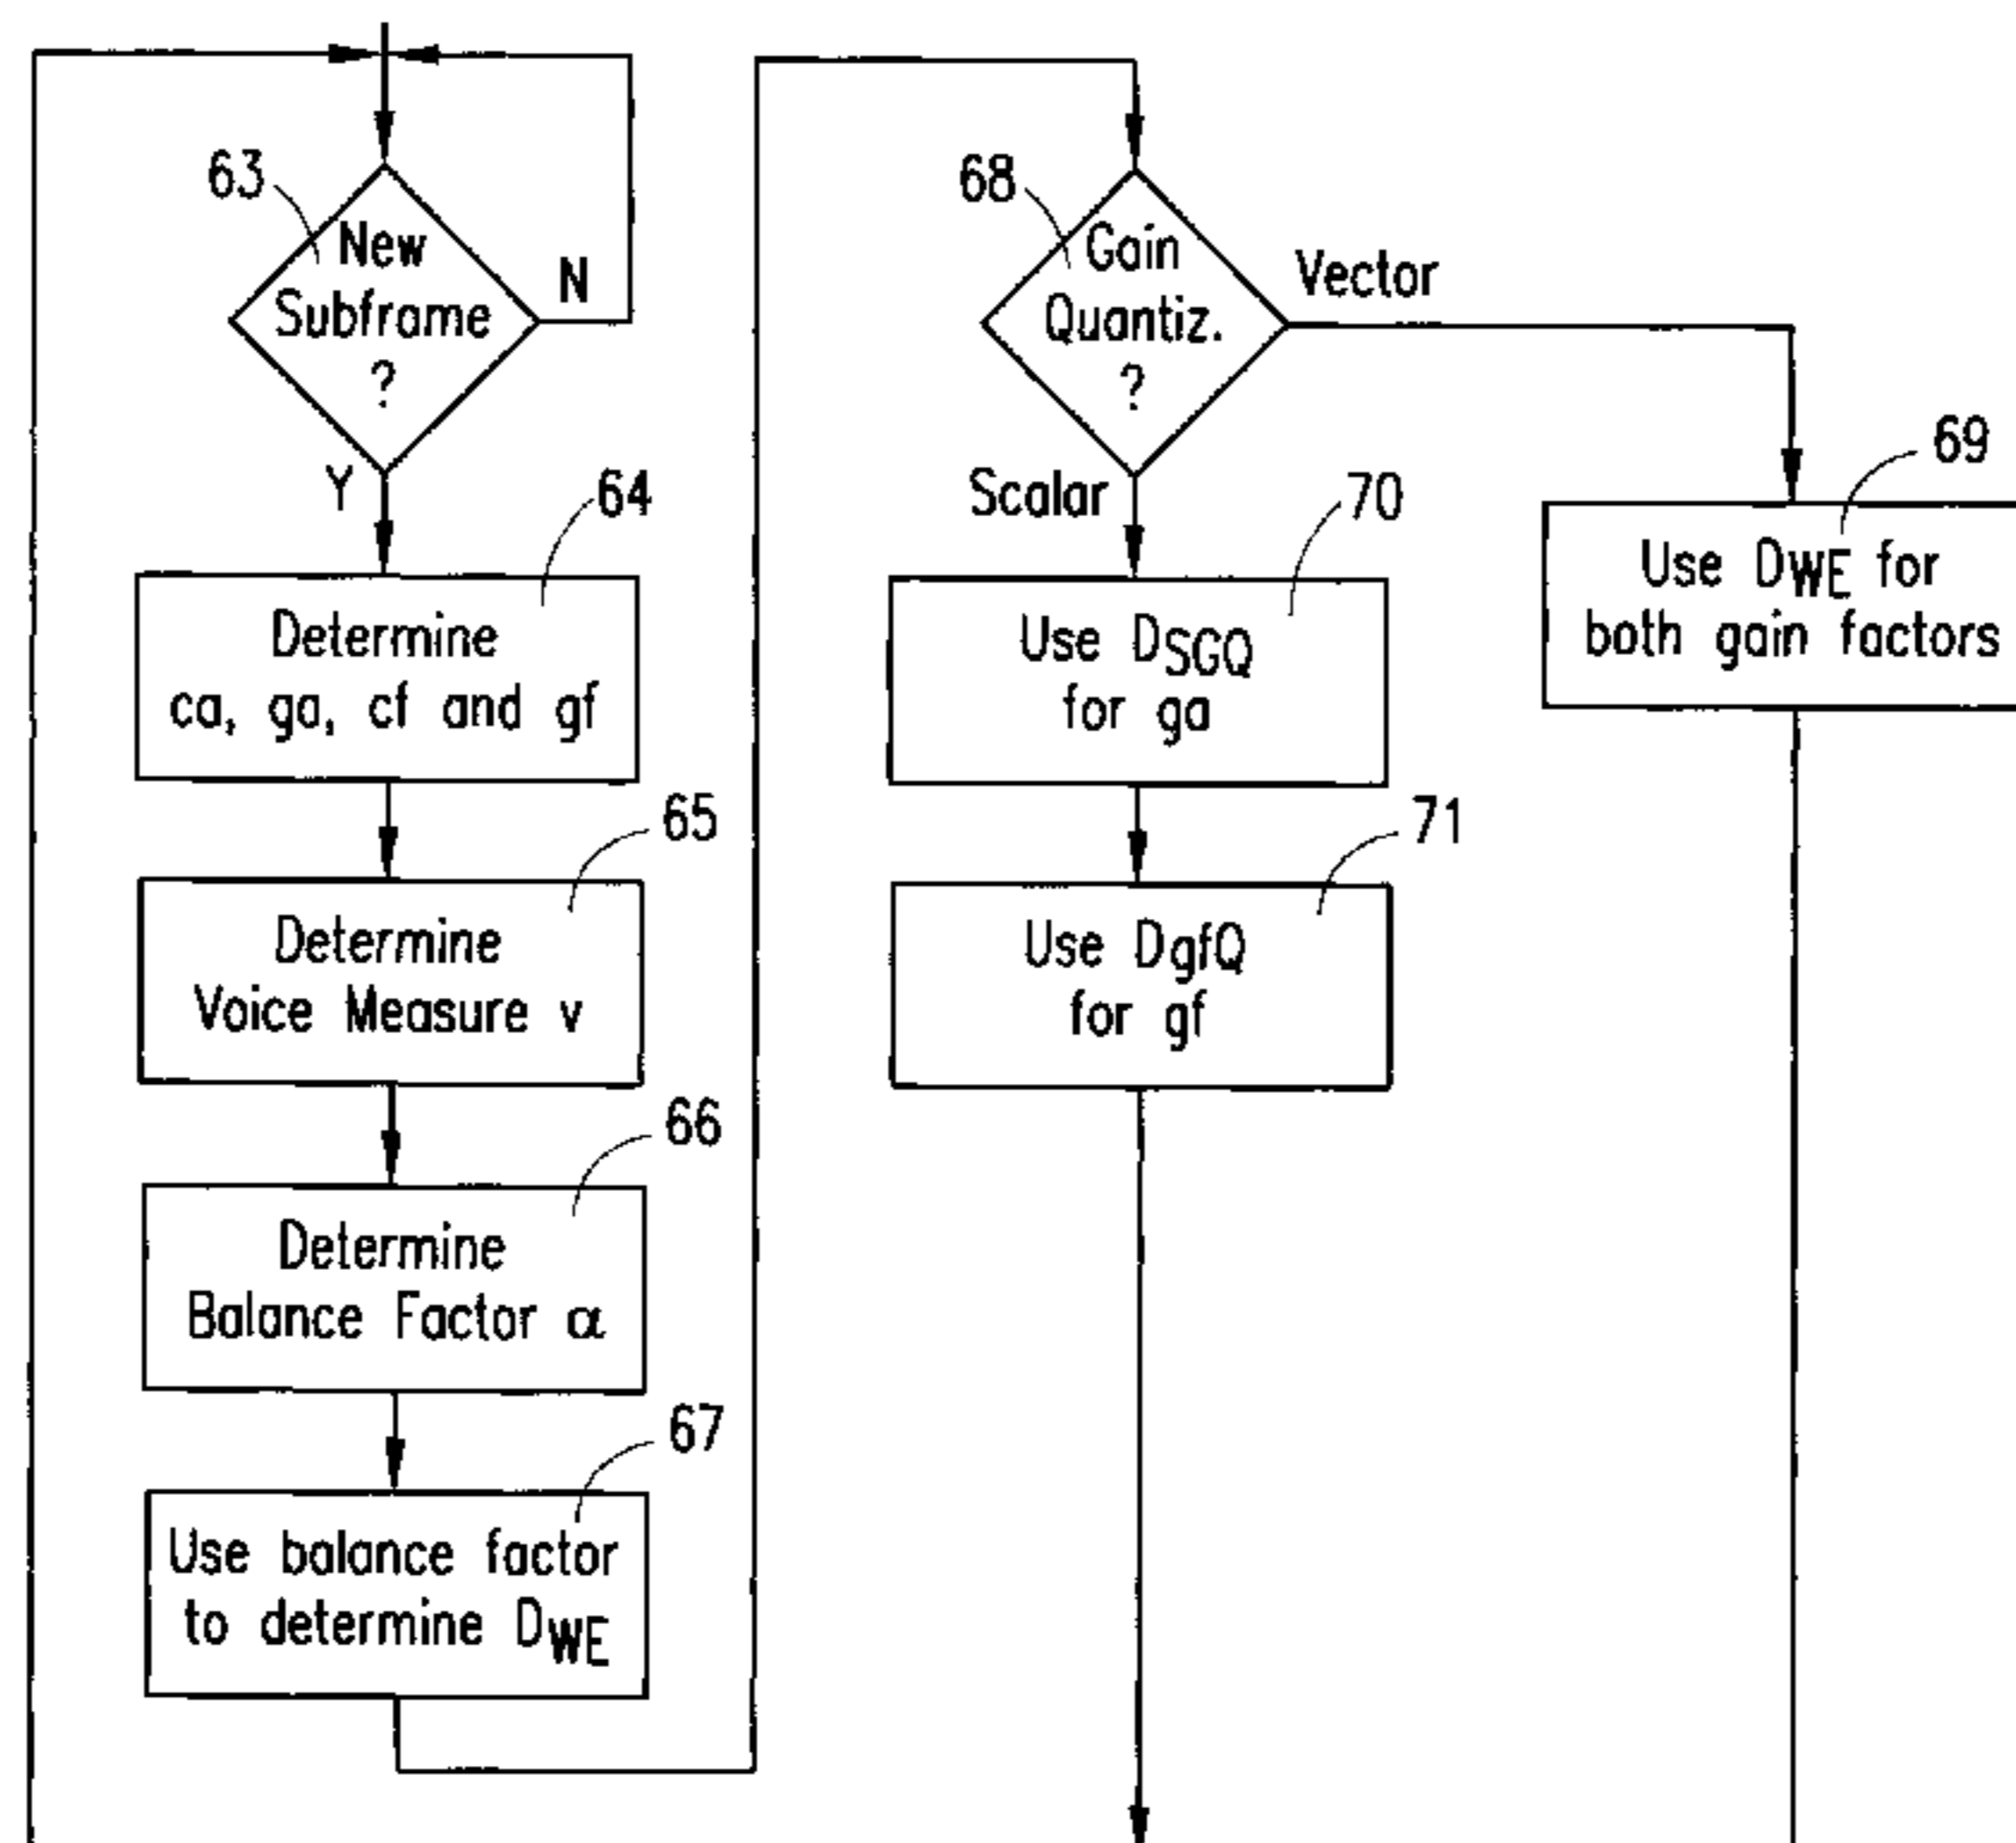 63
New
Subframe
?
N
Y
64
Determine
ca, ga, cf and gf
65
Determine
Voice Measure v
66
Determine
Balance Factor α
67
Use balance factor
to determine DWE
68
Gain
Quantiz.
?
Vector
Scalar
70
Use DSGQ
for ga
71
Use DgfQ
for gf
69
Use DWE for
both gain factors